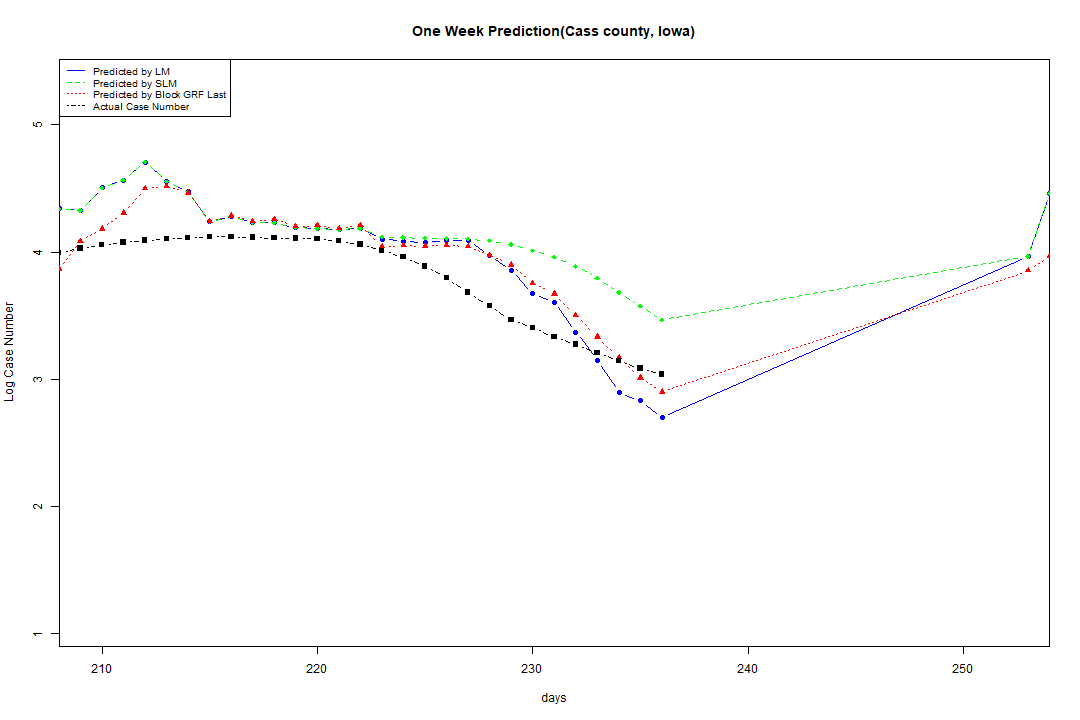 One Week Prediction(Cass county, Iowa)
Predicted by LM
Predicted by SLM
Predicted by Block GRF Last
Actual Case Number
5
4
3
2
1
Log Case Number
210 220 230 240 250
days